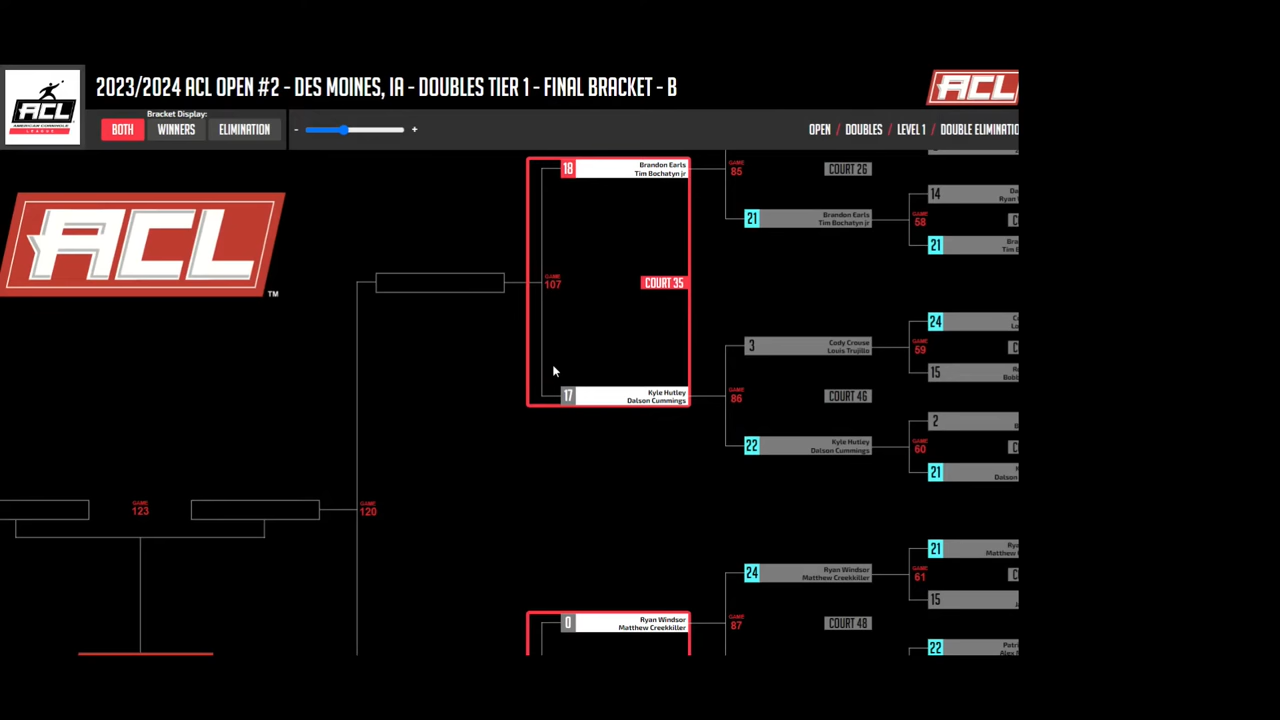 ACL
AMERICAN CORNHOLE
LEAGUE
2023/2024 ACL OPEN #2 - DES MOINES, IA - DOUBLES TIER 1 - FINAL BRACKET - B
ACL
Bracket Display:
BOTH WINNERS ELIMINATION - +
OPEN / DOUBLES / LEVEL 1 / DOUBLE ELIMINATIO
ACL
TM
18 Brandon Earls
Tim Bochatyn jr
GAME
107
COURT 35
17 Kyle Hutley
Dalson Cummings
GAME
85
COURT 26
21 Brandon Earls
Tim Bochatyn jr
14
Ryan
GAME
58
21
3 Cody Crouse
Louis Trujillo
GAME
86
COURT 46
22 Kyle Hutley
Dalson Cummings
24
GAME
59
15
2
GAME
60
21
Dalson
GAME
123
GAME
120
0 Ryan Windsor
Matthew Creekkiller
24 Ryan Windsor
Matthew Creekkiller
GAME
87
COURT 48
21
Matthew
GAME
61
15
22